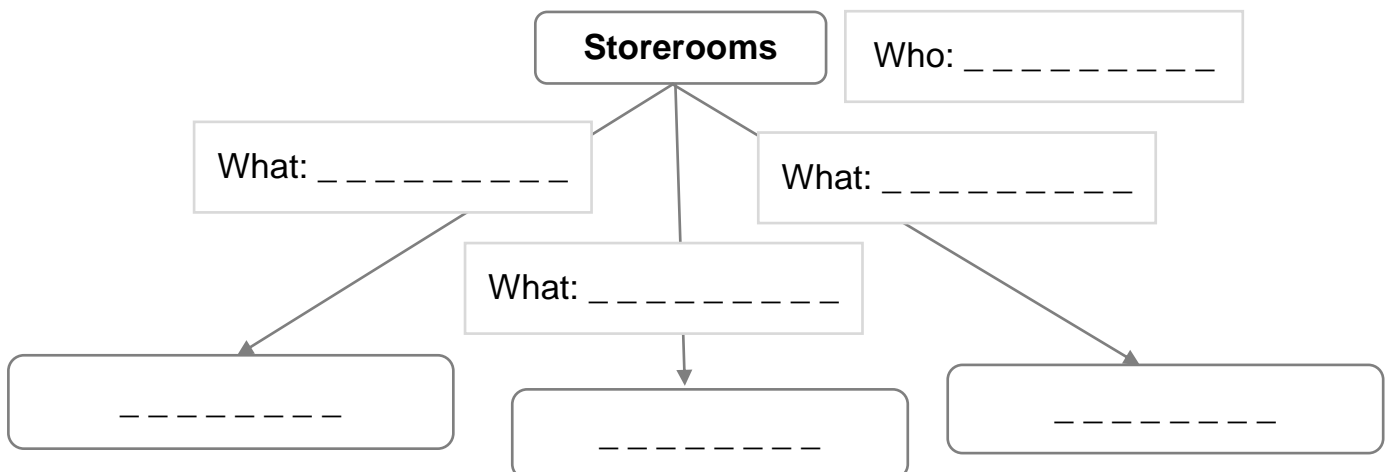 Storerooms
Who: _ _ _ _ _ _ _ _ _
What: _ _ _ _ _ _ _ _ _
What: _ _ _ _ _ _ _ _ _
What: _ _ _ _ _ _ _ _ _
_ _ _ _ _ _ _ _
_ _ _ _ _ _ _ _
_ _ _ _ _ _ _ _